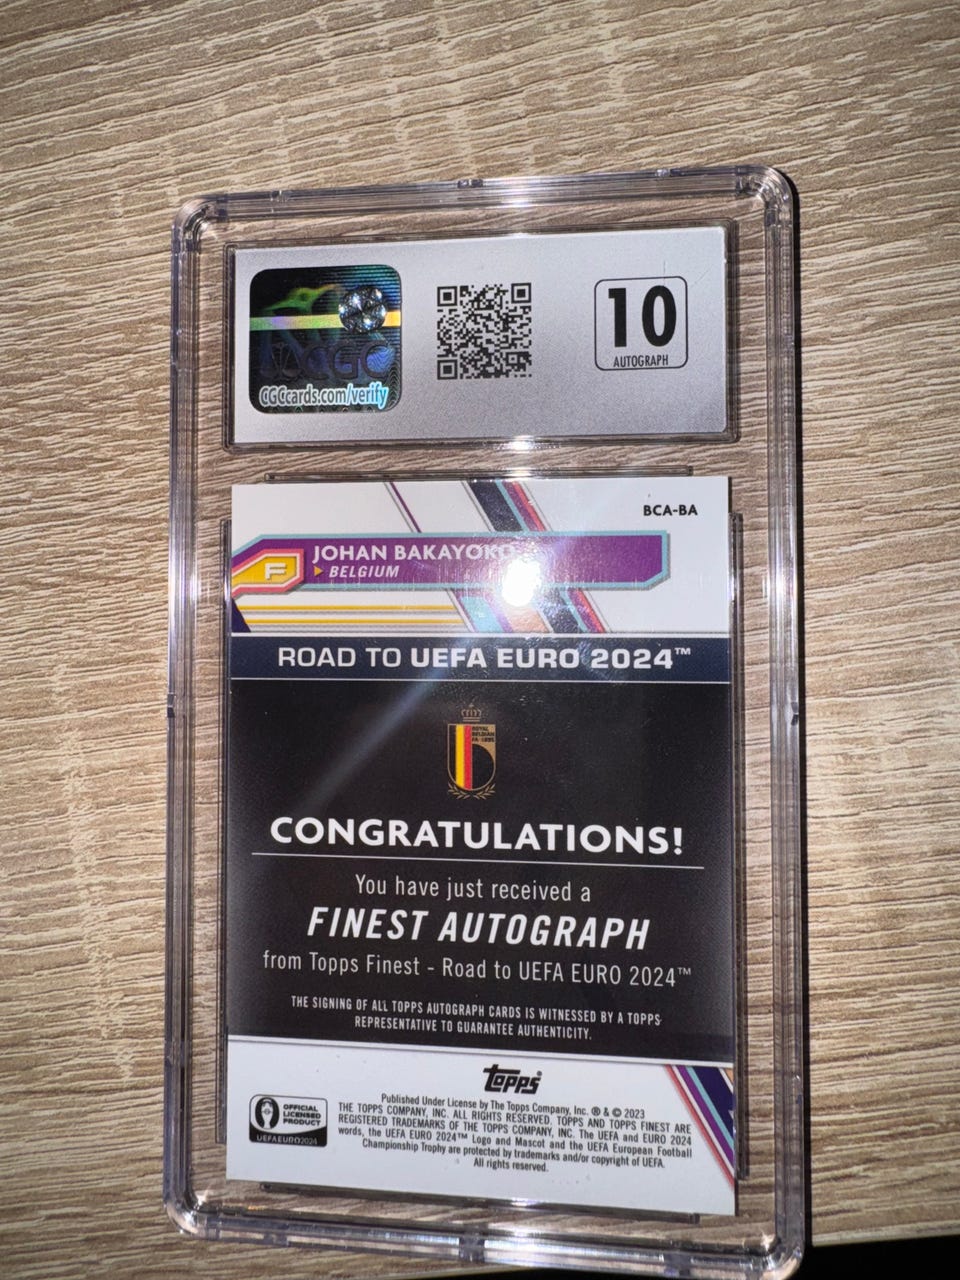 CGC
CGCcards.com/verify
10
AUTOGRAPH
BCA-BA
F
JOHAN BAKAYOKO
BELGIUM
ROAD TO UEFA EURO 2024™
ROYAL
BELGIAN
FA·1895
CONGRATULATIONS!
You have just received a
FINEST AUTOGRAPH
from Topps Finest - Road to UEFA EURO 2024™
THE SIGNING OF ALL TOPPS AUTOGRAPH CARDS IS WITNESSED BY A TOPPS
REPRESENTATIVE TO GUARANTEE AUTHENTICITY.
topps®
OFFICIAL
LICENSED
PRODUCT
UEFAEURO2024
Published Under License by The Topps Company, Inc. ® & © 2023
THE TOPPS COMPANY, INC. ALL RIGHTS RESERVED. TOPPS AND TOPPS FINEST ARE
REGISTERED TRADEMARKS OF THE TOPPS COMPANY, INC. The UEFA and EURO 2024
words, the UEFA EURO 2024™ Logo and Mascot and the UEFA European Football
Championship Trophy are protected by trademarks and/or copyright of UEFA.
All rights reserved.